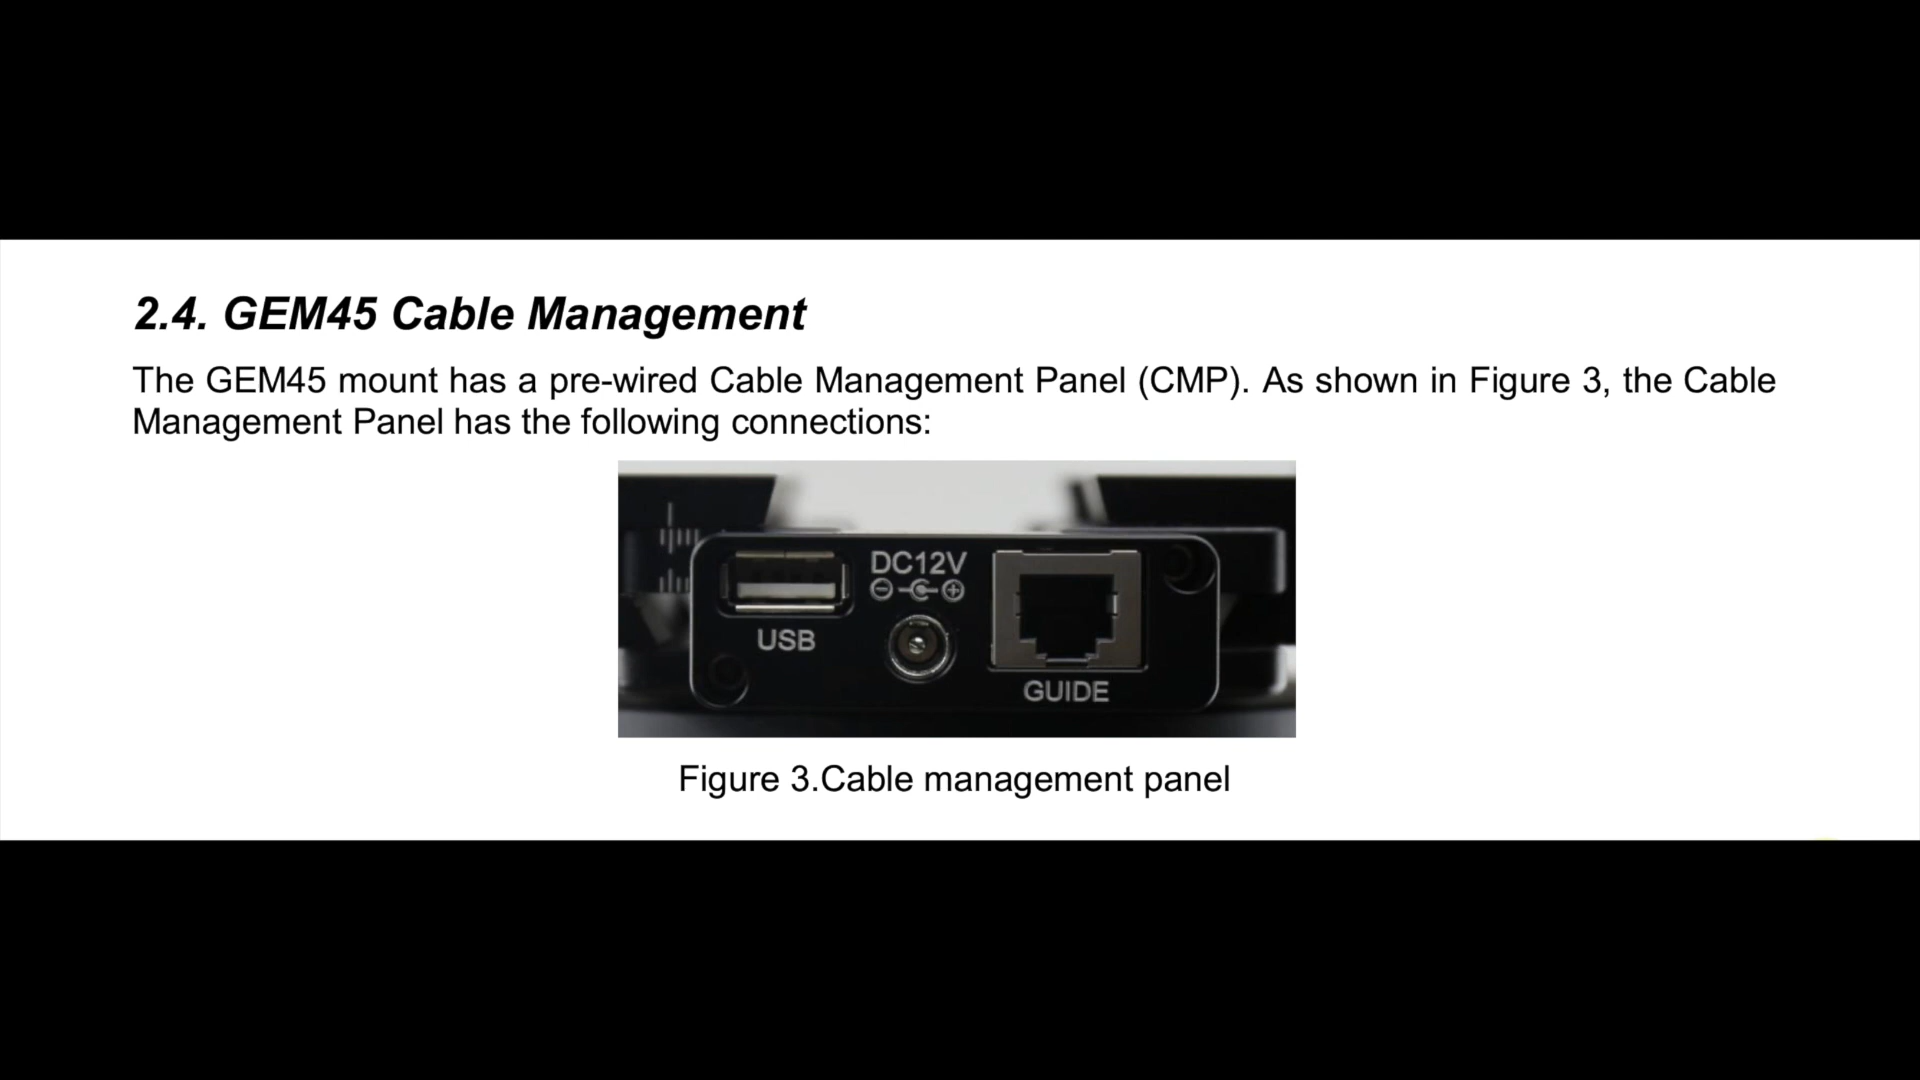 2.4. GEM45 Cable Management
The GEM45 mount has a pre-wired Cable Management Panel (CMP). As shown in Figure 3, the Cable
Management Panel has the following connections:
DC12V
USB
GUIDE
Figure 3.Cable management panel